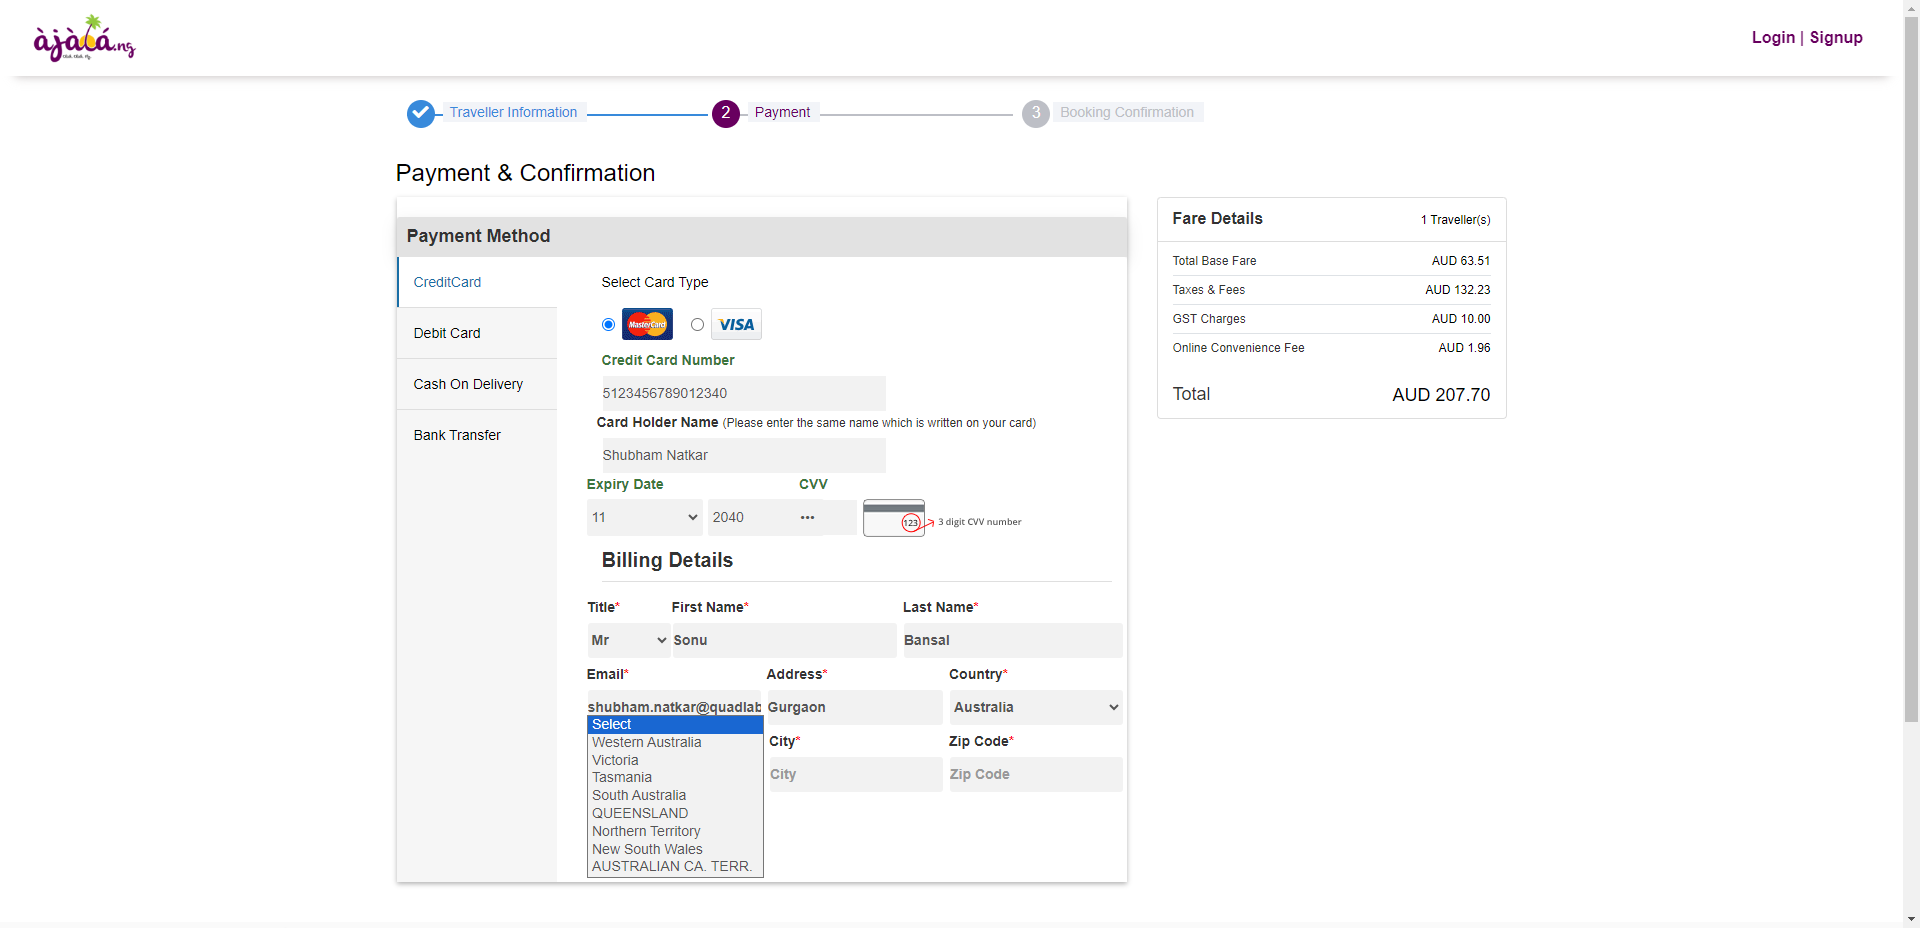 àjàlá.ng
Login | Signup
Traveller Information
2 Payment
3 Booking Confirmation
Payment & Confirmation
Payment Method
CreditCard
Debit Card
Cash On Delivery
Bank Transfer
Select Card Type
MasterCard VISA
Credit Card Number
5123456789012340
Card Holder Name (Please enter the same name which is written on your card)
Shubham Natkar
Expiry Date CVV
11 2040 ••• 123 3 digit CVV number
Billing Details
Title* First Name* Last Name*
Mr Sonu Bansal
Email* Address* Country*
shubham.natkar@quadlab Gurgaon Australia
Select
Western Australia
Victoria
Tasmania
South Australia
QUEENSLAND
Northern Territory
New South Wales
AUSTRALIAN CA. TERR.
City* Zip Code*
City Zip Code
Fare Details 1 Traveller(s)
Total Base Fare AUD 63.51
Taxes & Fees AUD 132.23
GST Charges AUD 10.00
Online Convenience Fee AUD 1.96
Total AUD 207.70